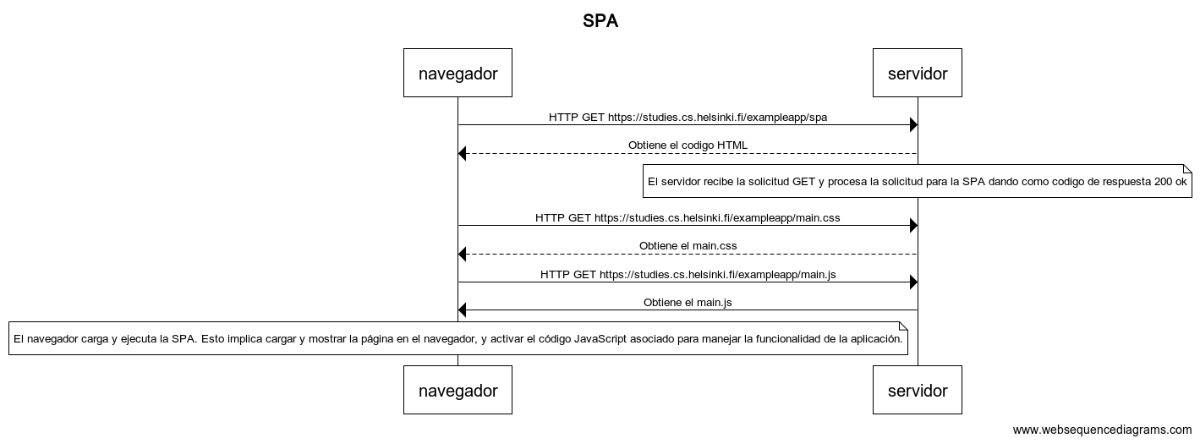 SPA
navegador
servidor
HTTP GET https://studies.cs.helsinki.fi/exampleapp/spa
Obtiene el codigo HTML
El servidor recibe la solicitud GET y procesa la solicitud para la SPA dando como codigo de respuesta 200 ok
HTTP GET https://studies.cs.helsinki.fi/exampleapp/main.css
Obtiene el main.css
HTTP GET https://studies.cs.helsinki.fi/exampleapp/main.js
Obtiene el main.js
El navegador carga y ejecuta la SPA. Esto implica cargar y mostrar la página en el navegador, y activar el código JavaScript asociado para manejar la funcionalidad de la aplicación.
navegador
servidor
www.websequencediagrams.com